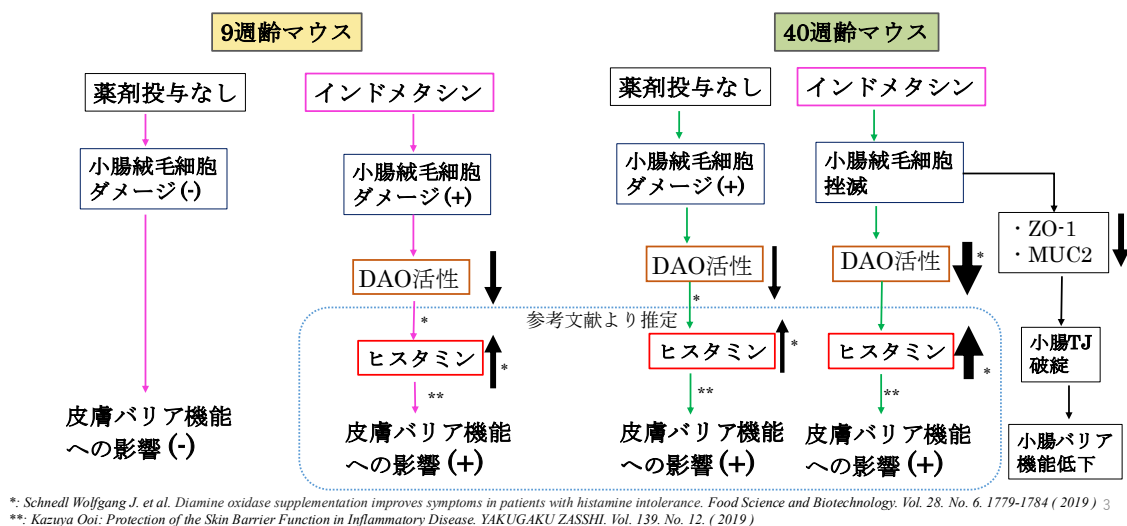 9週齢マウス
40週齢マウス
薬剤投与なし
インドメタシン
薬剤投与なし
インドメタシン
小腸絨毛細胞
ダメージ(-)
小腸絨毛細胞
ダメージ(+)
小腸絨毛細胞
ダメージ(+)
小腸絨毛細胞
挫滅
・ZO-1
・MUC2
DAO活性
DAO活性
*
DAO活性
*
参考文献より推定
*
ヒスタミン
*
ヒスタミン
*
ヒスタミン
*
小腸TJ
破綻
**
**
**
皮膚バリア機能
への影響(-)
皮膚バリア機能
への影響(+)
皮膚バリア機能
への影響(+)
皮膚バリア機能
への影響(+)
小腸バリア
機能低下
*: Schnedl Wolfgang J. et al. Diamine oxidase supplementation improves symptoms in patients with histamine intolerance. Food Science and Biotechnology. Vol. 28. No. 6. 1779-1784 ( 2019 )
3
**: Kazuya Ooi: Protection of the Skin Barrier Function in Inflammatory Disease. YAKUGAKU ZASSHI. Vol. 139. No. 12. ( 2019 )